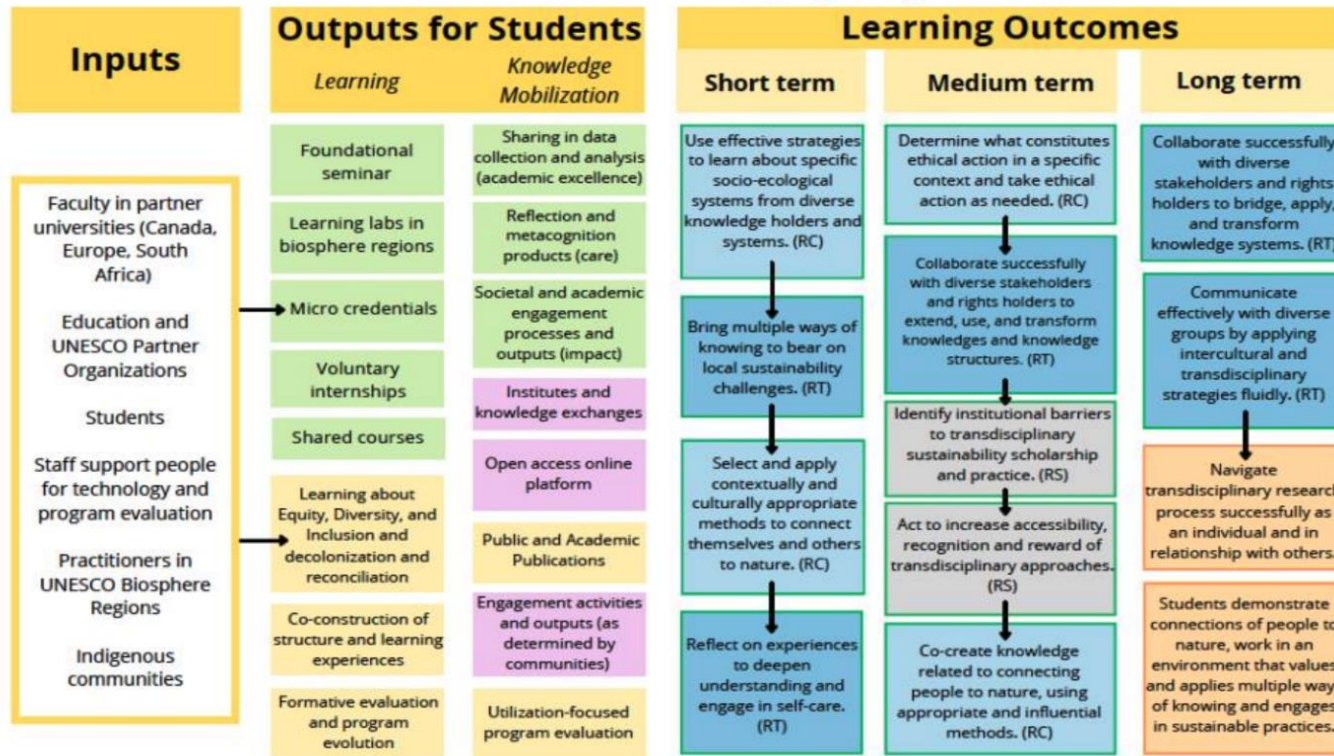 Inputs
Faculty in partner
universities (Canada,
Europe, South
Africa)
Education and
UNESCO Partner
Organizations
Students
Staff support people
for technology and
program evaluation
Practitioners in
UNESCO Biosphere
Regions
Indigenous
communities
Outputs for Students
Learning
Foundational
seminar
Learning labs in
biosphere regions
Micro credentials
Voluntary
internships
Shared courses
Learning about
Equity, Diversity, and
Inclusion and
decolonization and
reconciliation
Co-construction of
structure and learning
experiences
Formative evaluation
and program
evolution
Knowledge
Mobilization
Sharing in data
collection and analysis
(academic excellence)
Reflection and
metacognition
products (care)
Societal and academic
engagement
processes and
outputs (impact)
Institutes and
knowledge exchanges
Open access online
platform
Public and Academic
Publications
Engagement activities
and outputs (as
determined by
communities)
Utilization-focused
program evaluation
Learning Outcomes
Short term
Use effective strategies
to learn about specific
socio-ecological
systems from diverse
knowledge holders and
systems. (RC)
Bring multiple ways of
knowing to bear on
local sustainability
challenges. (RT)
Select and apply
contextually and
culturally appropriate
methods to connect
themselves and others
to nature. (RC)
Reflect on experiences
to deepen
understanding and
engage in self-care.
(RT)
Medium term
Determine what constitutes
ethical action in a specific
context and take ethical
action as needed. (RC)
Collaborate successfully
with diverse stakeholders
and rights holders to
extend, use, and transform
knowledges and knowledge
structures. (RT)
Identify institutional barriers
to transdisciplinary
sustainability scholarship
and practice. (RS)
Act to increase accessibility,
recognition and reward of
transdisciplinary approaches.
(RS)
Co-create knowledge
related to connecting
people to nature, using
appropriate and influential
methods. (RC)
Long term
Collaborate successfully
with diverse
stakeholders and rights
holders to bridge, apply,
and transform
knowledge systems. (RT)
Communicate
effectively with diverse
groups by applying
intercultural and
transdisciplinary
strategies fluidly. (RT)
Navigate
transdisciplinary research
process successfully as
an individual and in
relationship with others.
Students demonstrate
connections of people to
nature, work in an
environment that values
and applies multiple ways
of knowing and engages
in sustainable practices.